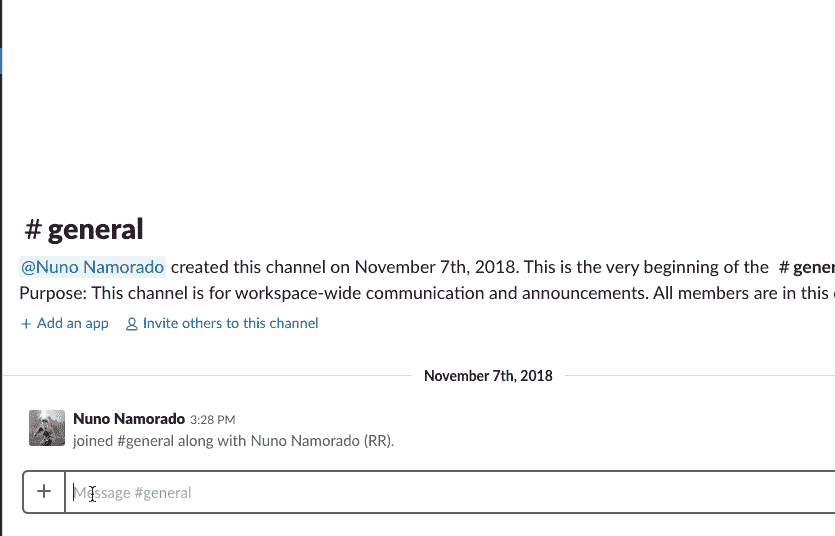 # general
@Nuno Namorado created this channel on November 7th, 2018. This is the very beginning of the # gener
Purpose: This channel is for workspace-wide communication and announcements. All members are in this
+ Add an app Invite others to this channel
November 7th, 2018
Nuno Namorado 3:28 PM
joined #general along with Nuno Namorado (RR).
+ Message #general